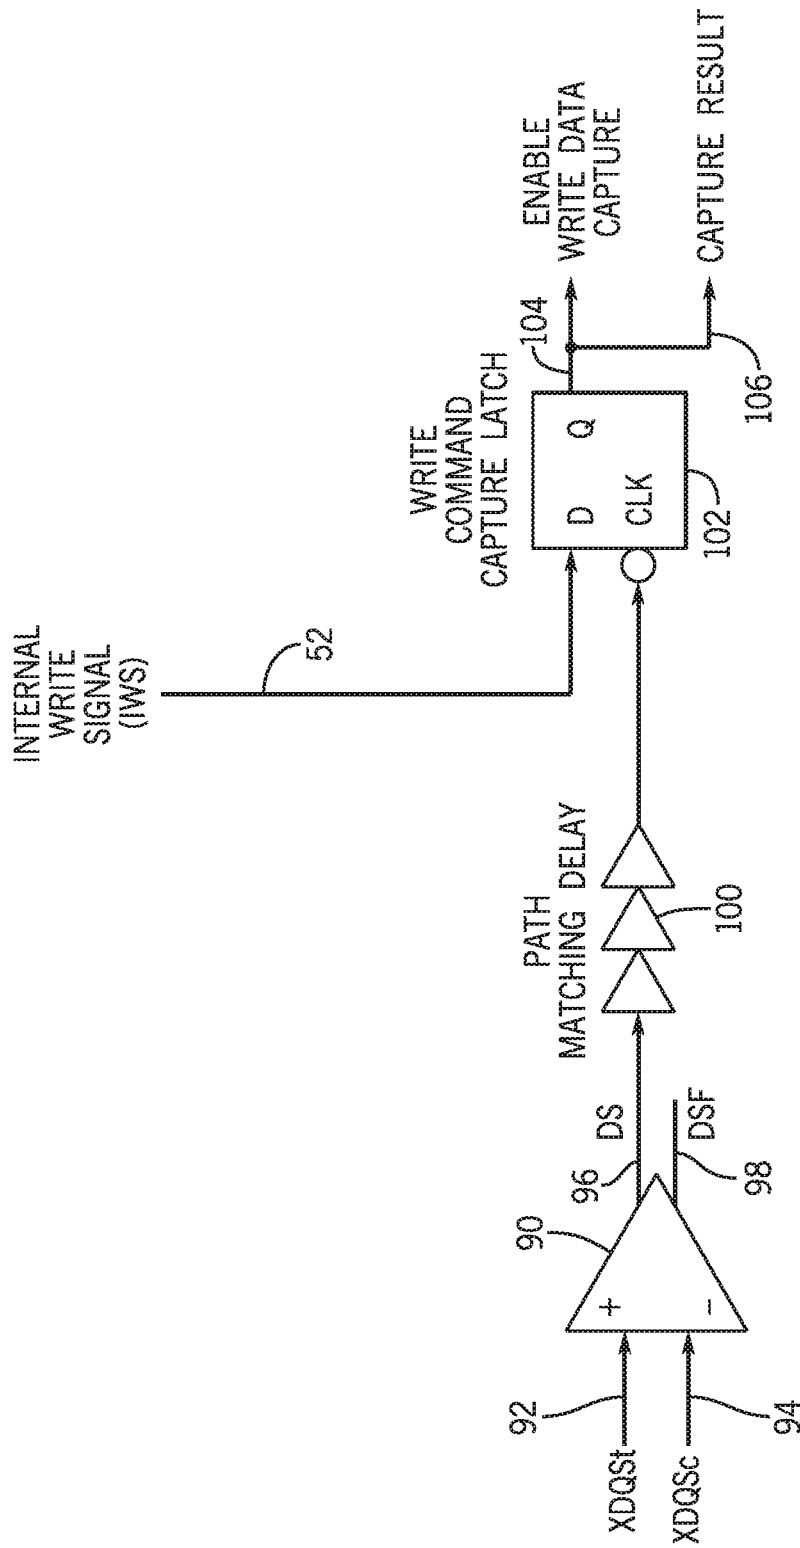 INTERNAL
WRITE
SIGNAL
(IWS)
52
WRITE
COMMAND
CAPTURE LATCH
D
Q
CLK
102
104
ENABLE
WRITE DATA
CAPTURE
106
CAPTURE RESULT
PATH
MATCHING DELAY
100
XDQSt
92
XDQSc
94
+
−
90
96
DS
98
DSF